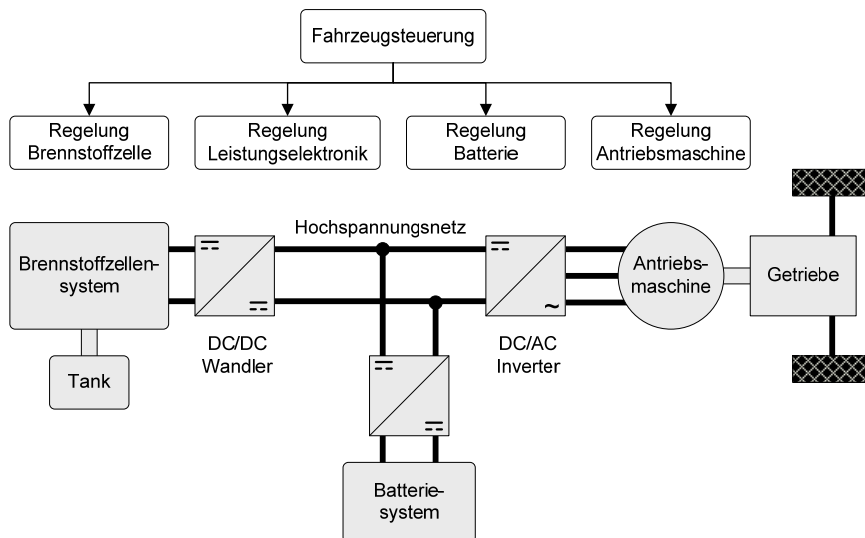 Fahrzeugsteuerung
Regelung
Brennstoffzelle
Regelung
Leistungselektronik
Regelung
Batterie
Regelung
Antriebsmaschine
Hochspannungsnetz
Brennstoffzellen-
system
Antriebs-
maschine
Getriebe
~
DC/DC
Wandler
DC/AC
Inverter
Tank
Batterie-
system